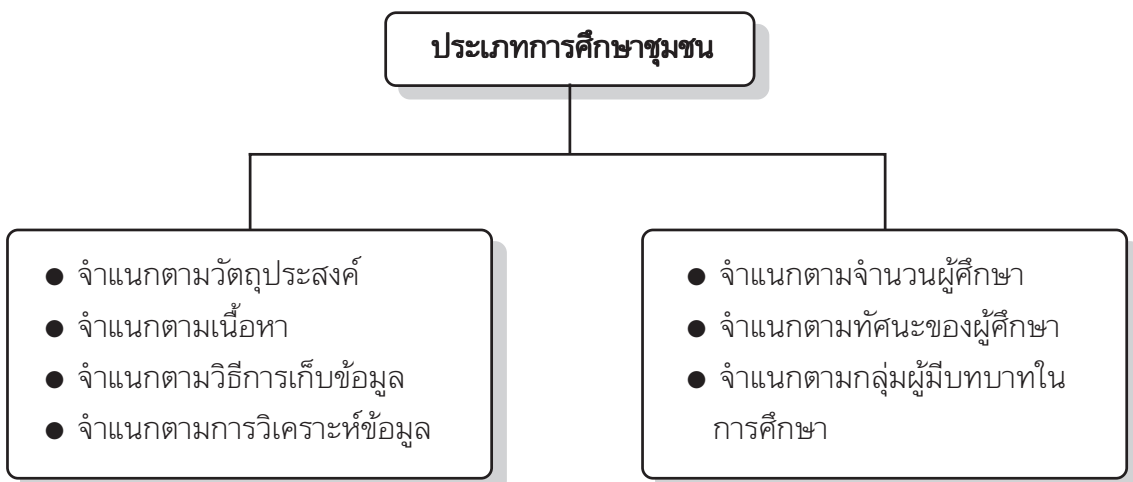 ประเภทการศึกษาชุมชน
● จำแนกตามวัตถุประสงค์
● จำแนกตามเนื้อหา
● จำแนกตามวิธีการเก็บข้อมูล
● จำแนกตามการวิเคราะห์ข้อมูล
● จำแนกตามจำนวนผู้ศึกษา
● จำแนกตามทัศนะของผู้ศึกษา
● จำแนกตามกลุ่มผู้มีบทบาทใน
การศึกษา